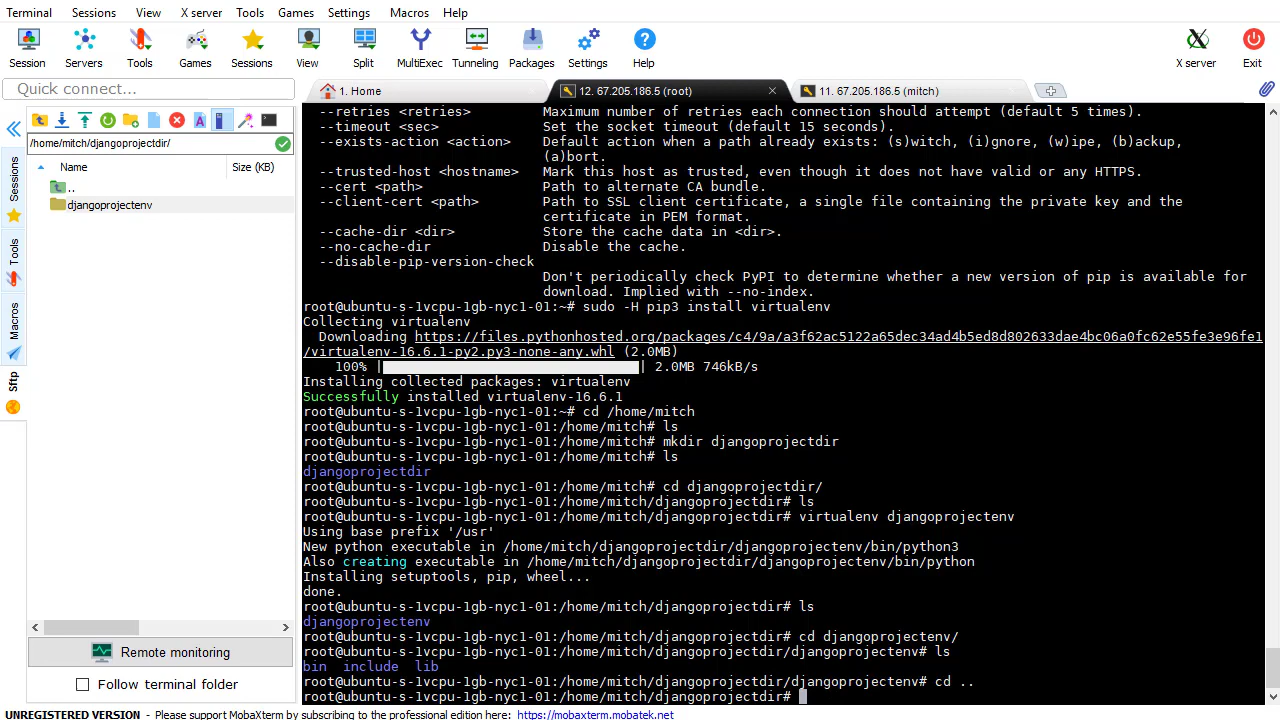 Terminal Sessions View X server Tools Games Settings Macros Help
Session Servers Tools Games Sessions View Split MultiExec Tunneling Packages Settings Help X server Exit
Quick connect...
1. Home
12. 67.205.186.5 (root)
11. 67.205.186.5 (mitch)
/home/mitch/djangoprojectdir/
Name Size (KB)
..
djangoprojectenv
Sessions
Tools
Macros
Sftp
Remote monitoring
Follow terminal folder
--retries <retries> Maximum number of retries each connection should attempt (default 5 times).
--timeout <sec> Set the socket timeout (default 15 seconds).
--exists-action <action> Default action when a path already exists: (s)witch, (i)gnore, (w)ipe, (b)ackup,
(a)bort.
--trusted-host <hostname> Mark this host as trusted, even though it does not have valid or any HTTPS.
--cert <path> Path to alternate CA bundle.
--client-cert <path> Path to SSL client certificate, a single file containing the private key and the
certificate in PEM format.
--cache-dir <dir> Store the cache data in <dir>.
--no-cache-dir Disable the cache.
--disable-pip-version-check
Don't periodically check PyPI to determine whether a new version of pip is available for
download. Implied with --no-index.
root@ubuntu-s-1vcpu-1gb-nyc1-01:~# sudo -H pip3 install virtualenv
Collecting virtualenv
Downloading https://files.pythonhosted.org/packages/c4/9a/a3f62ac5122a65dec34ad4b5ed8d802633dae4bc06a0fc62e55fe3e96fe1
/virtualenv-16.6.1-py2.py3-none-any.whl (2.0MB)
100% | | 2.0MB 746kB/s
Installing collected packages: virtualenv
Successfully installed virtualenv-16.6.1
root@ubuntu-s-1vcpu-1gb-nyc1-01:~# cd /home/mitch
root@ubuntu-s-1vcpu-1gb-nyc1-01:/home/mitch# ls
root@ubuntu-s-1vcpu-1gb-nyc1-01:/home/mitch# mkdir djangoprojectdir
root@ubuntu-s-1vcpu-1gb-nyc1-01:/home/mitch# ls
djangoprojectdir
root@ubuntu-s-1vcpu-1gb-nyc1-01:/home/mitch# cd djangoprojectdir/
root@ubuntu-s-1vcpu-1gb-nyc1-01:/home/mitch/djangoprojectdir# ls
root@ubuntu-s-1vcpu-1gb-nyc1-01:/home/mitch/djangoprojectdir# virtualenv djangoprojectenv
Using base prefix '/usr'
New python executable in /home/mitch/djangoprojectdir/djangoprojectenv/bin/python3
Also creating executable in /home/mitch/djangoprojectdir/djangoprojectenv/bin/python
Installing setuptools, pip, wheel...
done.
root@ubuntu-s-1vcpu-1gb-nyc1-01:/home/mitch/djangoprojectdir# ls
djangoprojectenv
root@ubuntu-s-1vcpu-1gb-nyc1-01:/home/mitch/djangoprojectdir# cd djangoprojectenv/
root@ubuntu-s-1vcpu-1gb-nyc1-01:/home/mitch/djangoprojectdir/djangoprojectenv# ls
bin include lib
root@ubuntu-s-1vcpu-1gb-nyc1-01:/home/mitch/djangoprojectdir/djangoprojectenv# cd ..
root@ubuntu-s-1vcpu-1gb-nyc1-01:/home/mitch/djangoprojectdir#
UNREGISTERED VERSION - Please support MobaXterm by subscribing to the professional edition here: https://mobaxterm.mobatek.net